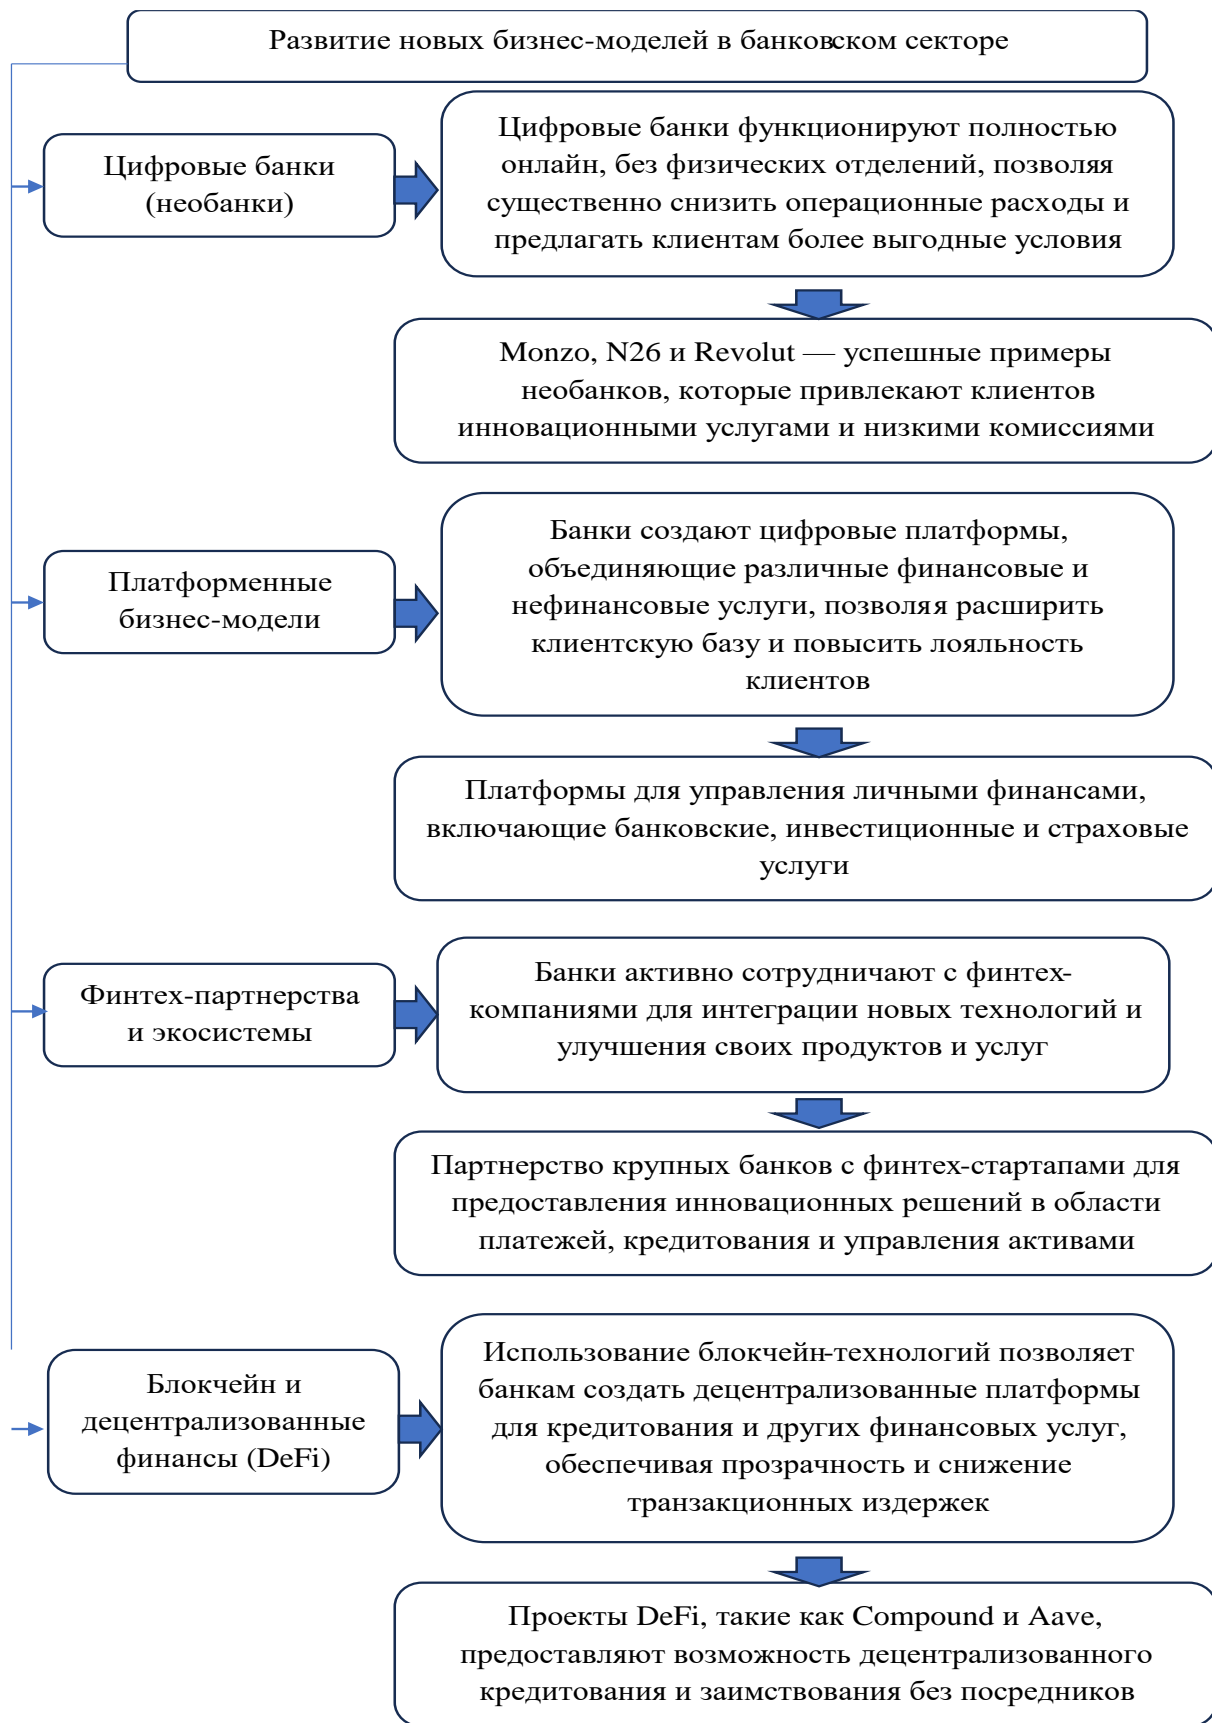 Развитие новых бизнес-моделей в банковском секторе
Цифровые банки
(необанки)
Цифровые банки функционируют полностью
онлайн, без физических отделений, позволяя
существенно снизить операционные расходы и
предлагать клиентам более выгодные условия
Monzo, N26 и Revolut — успешные примеры
необанков, которые привлекают клиентов
инновационными услугами и низкими комиссиями
Платформенные
бизнес-модели
Банки создают цифровые платформы,
объединяющие различные финансовые и
нефинансовые услуги, позволяя расширить
клиентскую базу и повысить лояльность
клиентов
Платформы для управления личными финансами,
включающие банковские, инвестиционные и страховые
услуги
Финтех-партнерства
и экосистемы
Банки активно сотрудничают с финтех-
компаниями для интеграции новых технологий и
улучшения своих продуктов и услуг
Партнерство крупных банков с финтех-стартапами для
предоставления инновационных решений в области
платежей, кредитования и управления активами
Блокчейн и
децентрализованные
финансы (DeFi)
Использование блокчейн-технологий позволяет
банкам создать децентрализованные платформы
для кредитования и других финансовых услуг,
обеспечивая прозрачность и снижение
транзакционных издержек
Проекты DeFi, такие как Compound и Aave,
предоставляют возможность децентрализованного
кредитования и заимствования без посредников